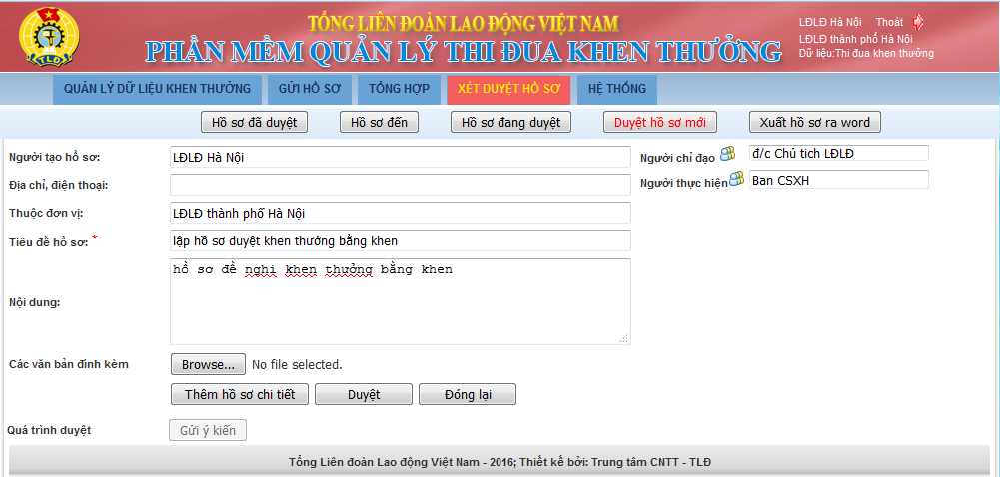 TỔNG LIÊN ĐOÀN LAO ĐỘNG VIỆT NAM
PHẦN MỀM QUẢN LÝ THI ĐUA KHEN THƯỞNG
LĐLĐ Hà Nội Thoát
LĐLĐ thành phố Hà Nội
Dữ liệu:Thi đua khen thưởng
TLD
QUẢN LÝ DỮ LIỆU KHEN THƯỞNG GỬI HỒ SƠ TỔNG HỢP XÉT DUYỆT HỒ SƠ HỆ THỐNG
Hồ sơ đã duyệt Hồ sơ đến Hồ sơ đang duyệt Duyệt hồ sơ mới Xuất hồ sơ ra word
Người tạo hồ sơ: LĐLĐ Hà Nội Người chỉ đạo đ/c Chủ tich LĐLĐ
Địa chỉ, điện thoại: Người thực hiện Ban CSXH
Thuộc đơn vị: LĐLĐ thành phố Hà Nội
Tiêu đề hồ sơ: * lập hồ sơ duyệt khen thưởng bằng khen
Nội dung: hồ sơ đề nghị khen thưởng bằng khen
Các văn bản đính kèm Browse... No file selected.
Thêm hồ sơ chi tiết Duyệt Đóng lại
Quá trình duyệt Gửi ý kiến
Tổng Liên đoàn Lao động Việt Nam - 2016; Thiết kế bởi: Trung tâm CNTT - TLĐ